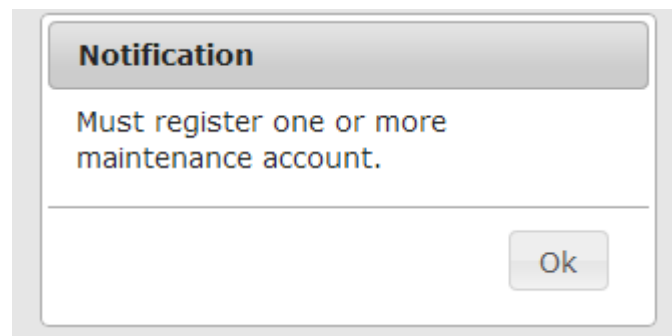 Notification
Must register one or more
maintenance account.
Ok